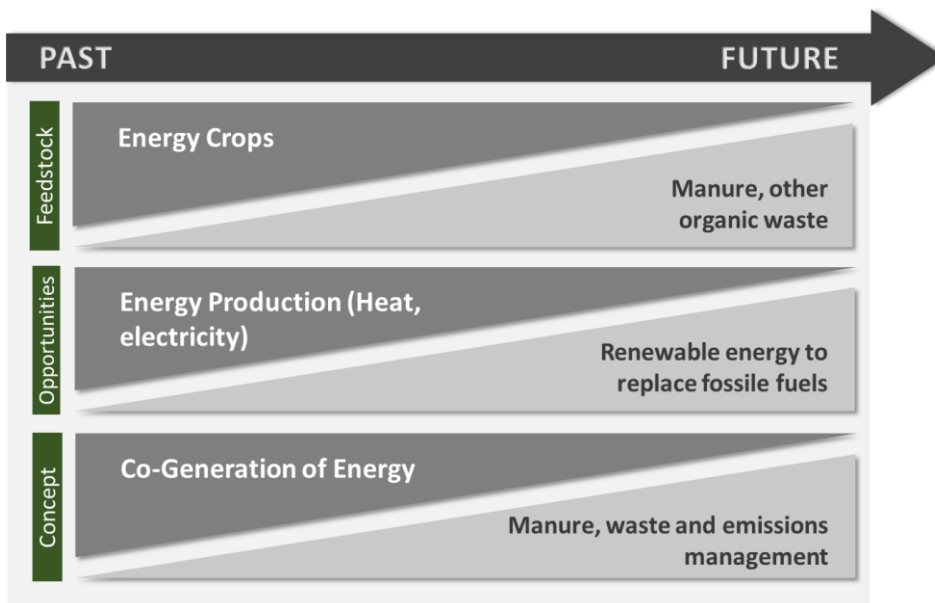 PAST
FUTURE
Feedstock
Energy Crops
Manure, other
organic waste
Opportunities
Energy Production (Heat,
electricity)
Renewable energy to
replace fossile fuels
Concept
Co-Generation of Energy
Manure, waste and emissions
management